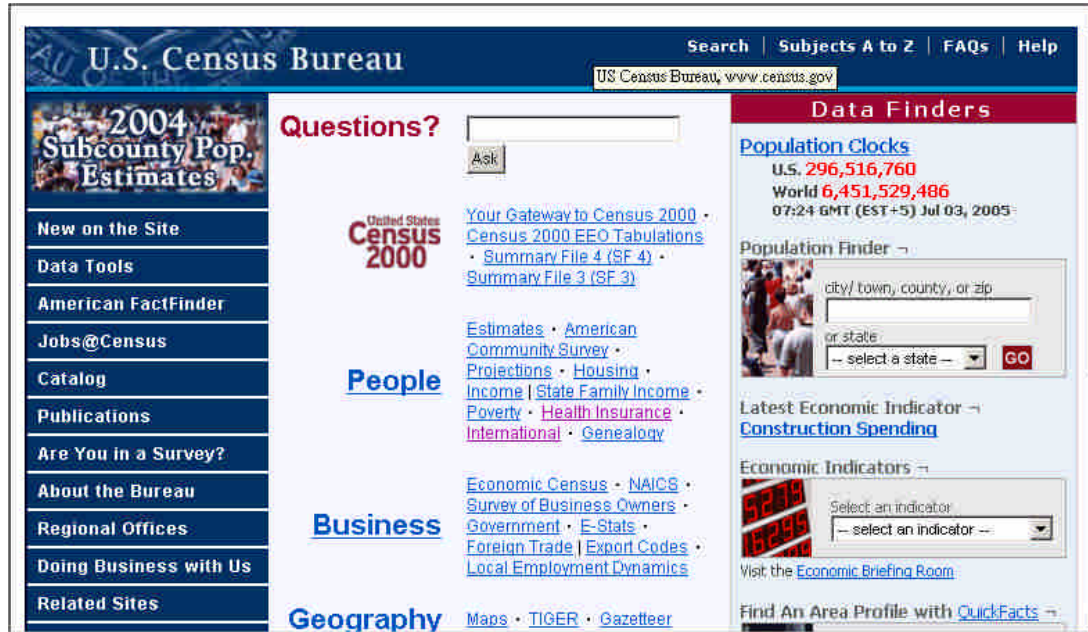 U.S. Census Bureau
Search | Subjects A to Z | FAQs | Help
US Census Bureau, www.census.gov
2004
Subcounty Pop.
Estimates
New on the Site
Data Tools
American FactFinder
Jobs@Census
Catalog
Publications
Are You in a Survey?
About the Bureau
Regional Offices
Doing Business with Us
Related Sites
Questions?
Ask
United States
Census
2000
Your Gateway to Census 2000 ·
Census 2000 EEO Tabulations
· Summary File 4 (SF 4) ·
Summary File 3 (SF 3)
People
Estimates · American
Community Survey ·
Projections · Housing ·
Income | State Family Income ·
Poverty · Health Insurance ·
International · Genealogy
Business
Economic Census · NAICS ·
Survey of Business Owners ·
Government · E-Stats ·
Foreign Trade | Export Codes ·
Local Employment Dynamics
Geography
Maps · TIGER · Gazetteer
Data Finders
Population Clocks
U.S. 296,516,760
World 6,451,529,486
07:24 GMT (EST+5) Jul 03, 2005
Population Finder ¬
city/ town, county, or zip
or state
-- select a state --
GO
Latest Economic Indicator ¬
Construction Spending
Economic Indicators ¬
Select an indicator
-- select an indicator --
Visit the Economic Briefing Room
Find An Area Profile with QuickFacts ¬